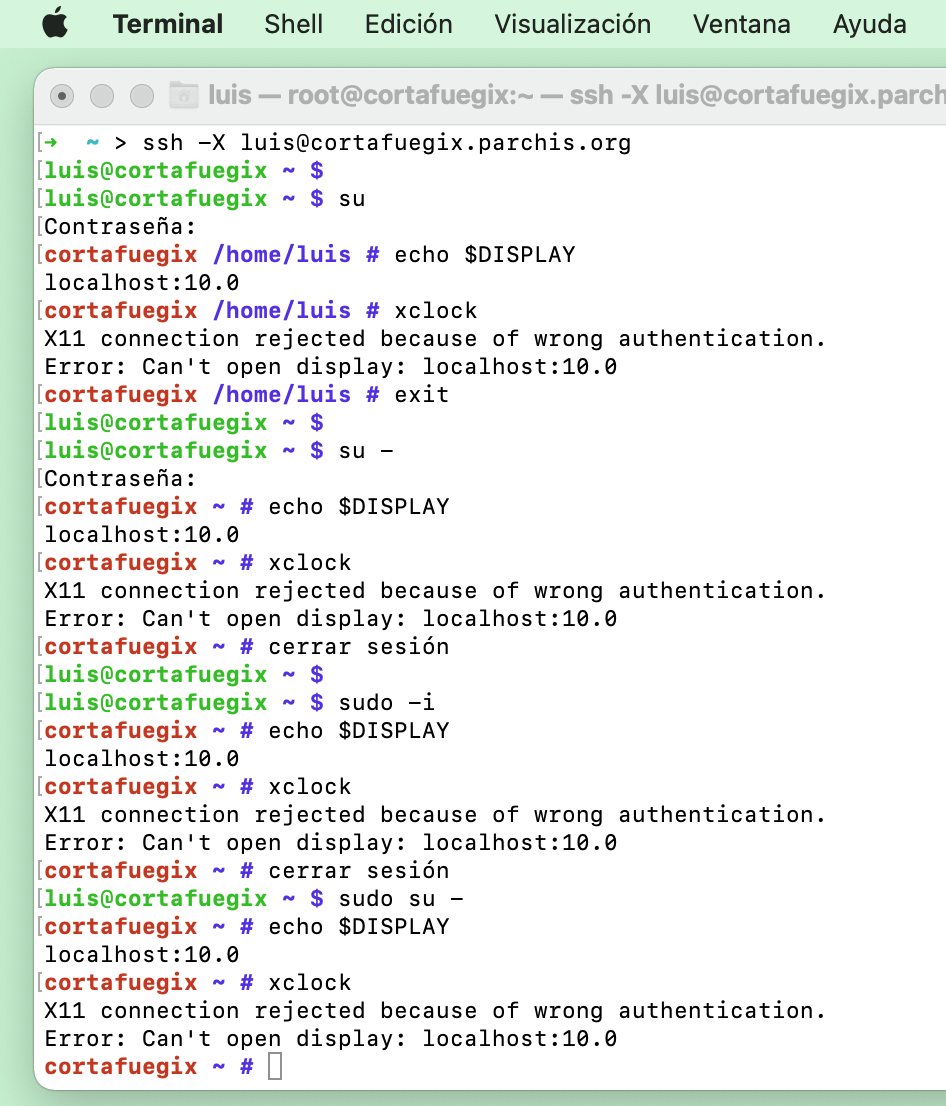 Terminal Shell Edición Visualización Ventana Ayuda
luis — root@cortafuegix:~ — ssh -X luis@cortafuegix.parch
[➜ ~ > ssh -X luis@cortafuegix.parchis.org
[luis@cortafuegix ~ $
[luis@cortafuegix ~ $ su
[Contraseña:
[cortafuegix /home/luis # echo $DISPLAY
localhost:10.0
[cortafuegix /home/luis # xclock
X11 connection rejected because of wrong authentication.
Error: Can't open display: localhost:10.0
[cortafuegix /home/luis # exit
[luis@cortafuegix ~ $
[luis@cortafuegix ~ $ su -
[Contraseña:
[cortafuegix ~ # echo $DISPLAY
localhost:10.0
[cortafuegix ~ # xclock
X11 connection rejected because of wrong authentication.
Error: Can't open display: localhost:10.0
[cortafuegix ~ # cerrar sesión
[luis@cortafuegix ~ $
[luis@cortafuegix ~ $ sudo -i
[cortafuegix ~ # echo $DISPLAY
localhost:10.0
[cortafuegix ~ # xclock
X11 connection rejected because of wrong authentication.
Error: Can't open display: localhost:10.0
[cortafuegix ~ # cerrar sesión
[luis@cortafuegix ~ $ sudo su -
[cortafuegix ~ # echo $DISPLAY
localhost:10.0
[cortafuegix ~ # xclock
X11 connection rejected because of wrong authentication.
Error: Can't open display: localhost:10.0
cortafuegix ~ #